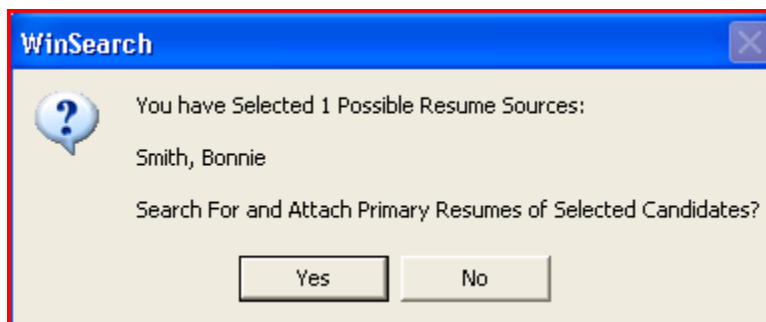 WinSearch
You have Selected 1 Possible Resume Sources:
Smith, Bonnie
Search For and Attach Primary Resumes of Selected Candidates?
Yes
No